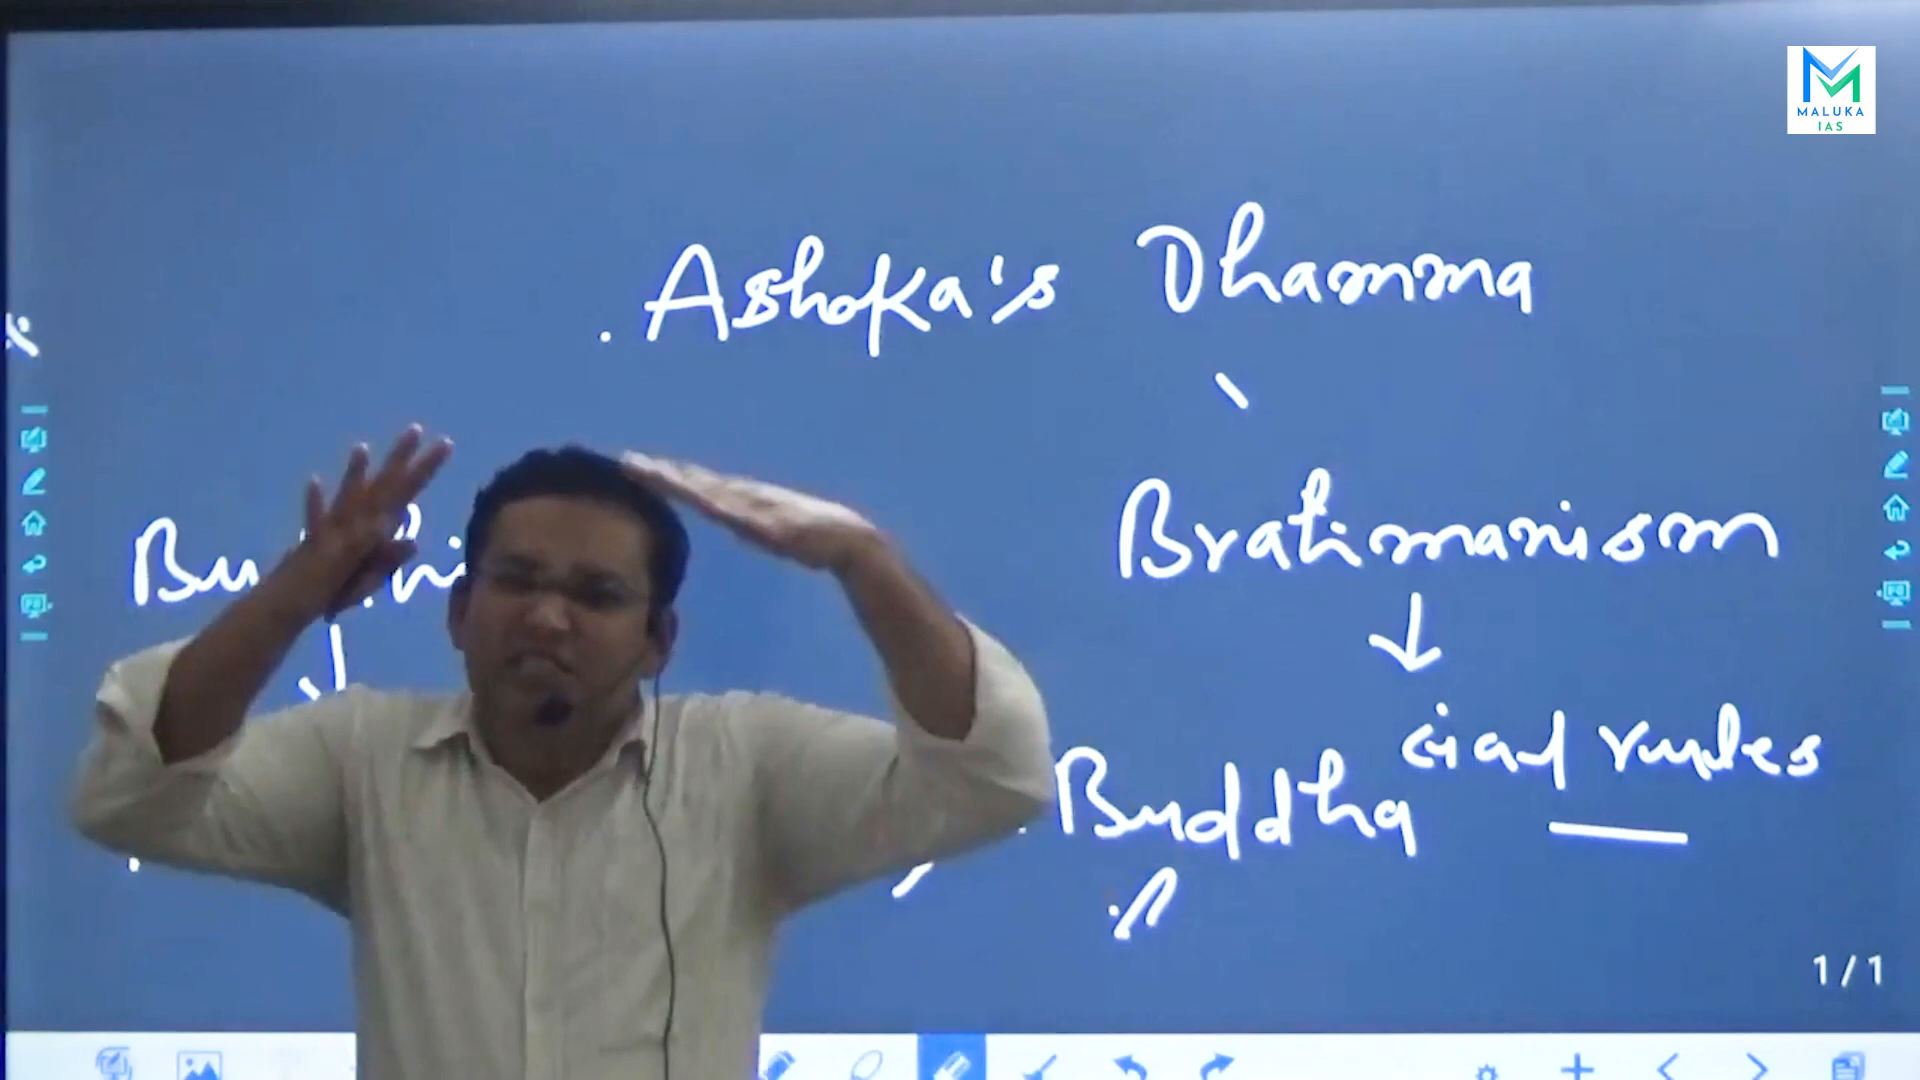 MALUKA
IAS
. Ashoka's Dhamma
Brahmanism
cial rules
Buddha
1/1